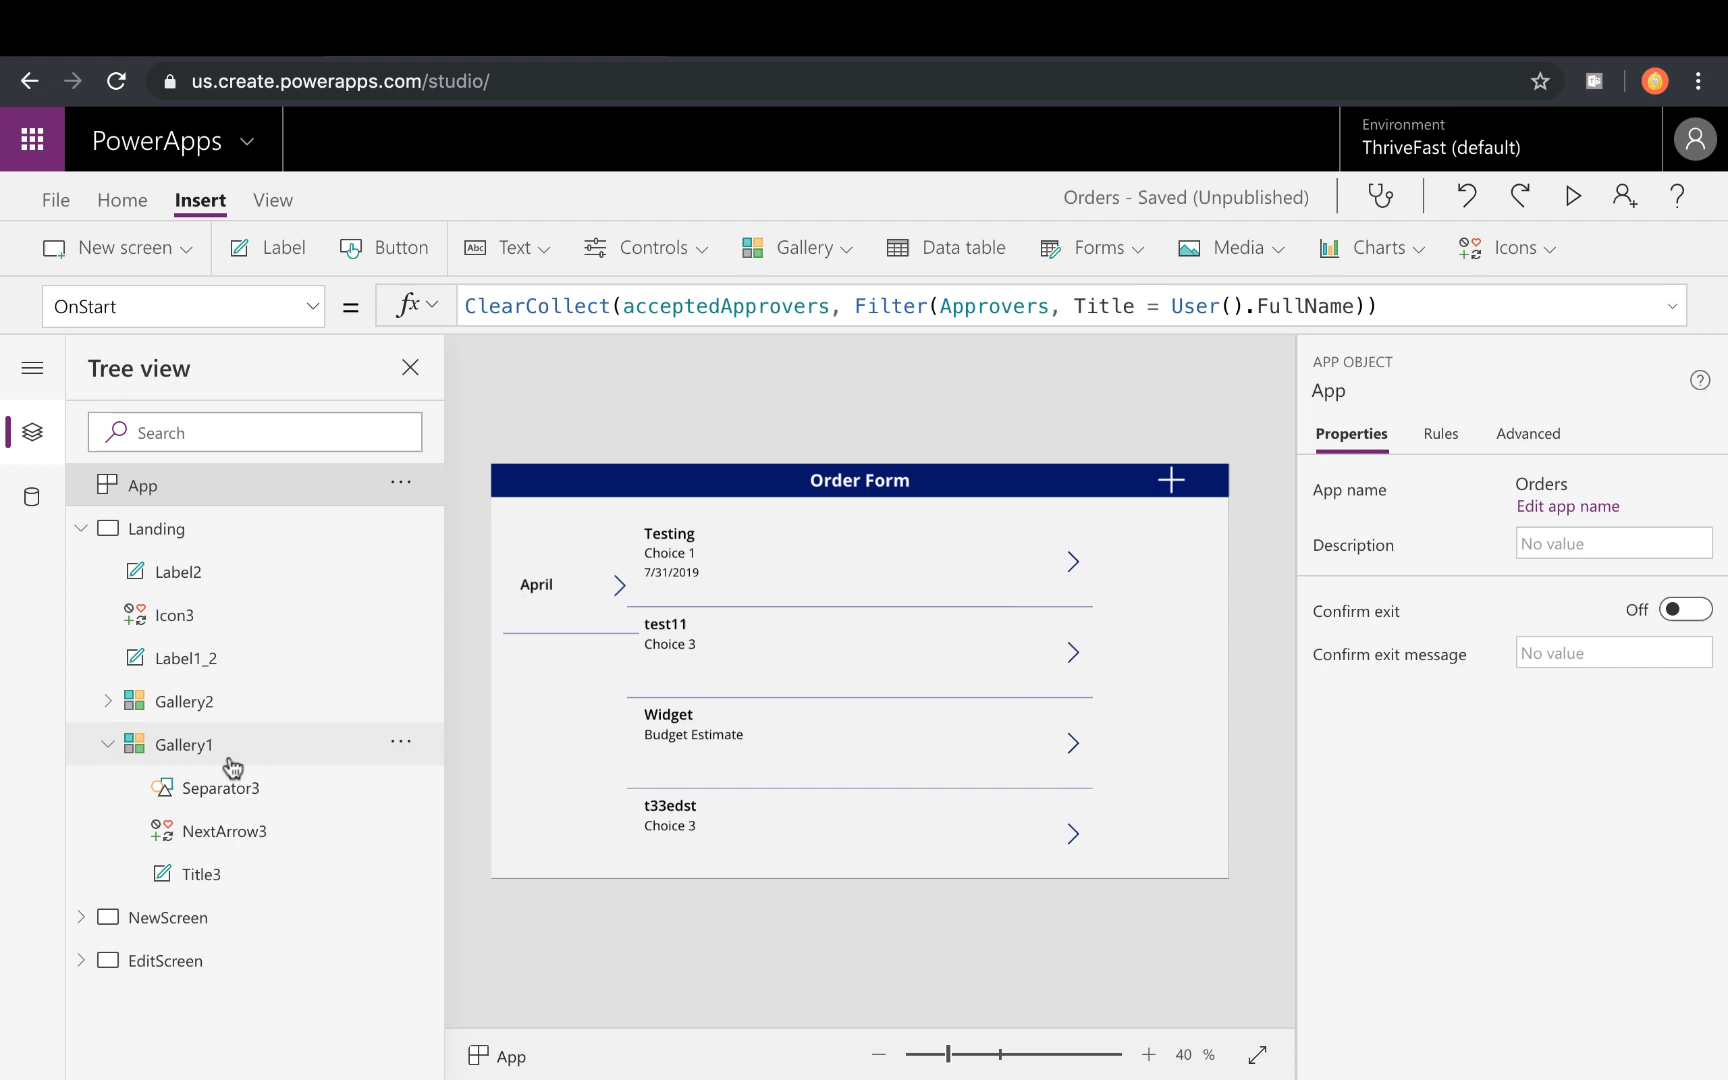 us.create.powerapps.com/studio/
PowerApps
Environment
ThriveFast (default)
File Home Insert View
Orders - Saved (Unpublished)
New screen Label Button Abc Text Controls Gallery Data table Forms Media Charts Icons
OnStart = fx ClearCollect(acceptedApprovers, Filter(Approvers, Title = User().FullName))
Tree view
Search
App
Landing
Label2
Icon3
Label1_2
Gallery2
Gallery1
Separator3
NextArrow3
Title3
NewScreen
EditScreen
Order Form
April
Testing
Choice 1
7/31/2019
test11
Choice 3
Widget
Budget Estimate
t33edst
Choice 3
App
40 %
APP OBJECT
App
Properties Rules Advanced
App name Orders
Edit app name
Description No value
Confirm exit Off
Confirm exit message No value